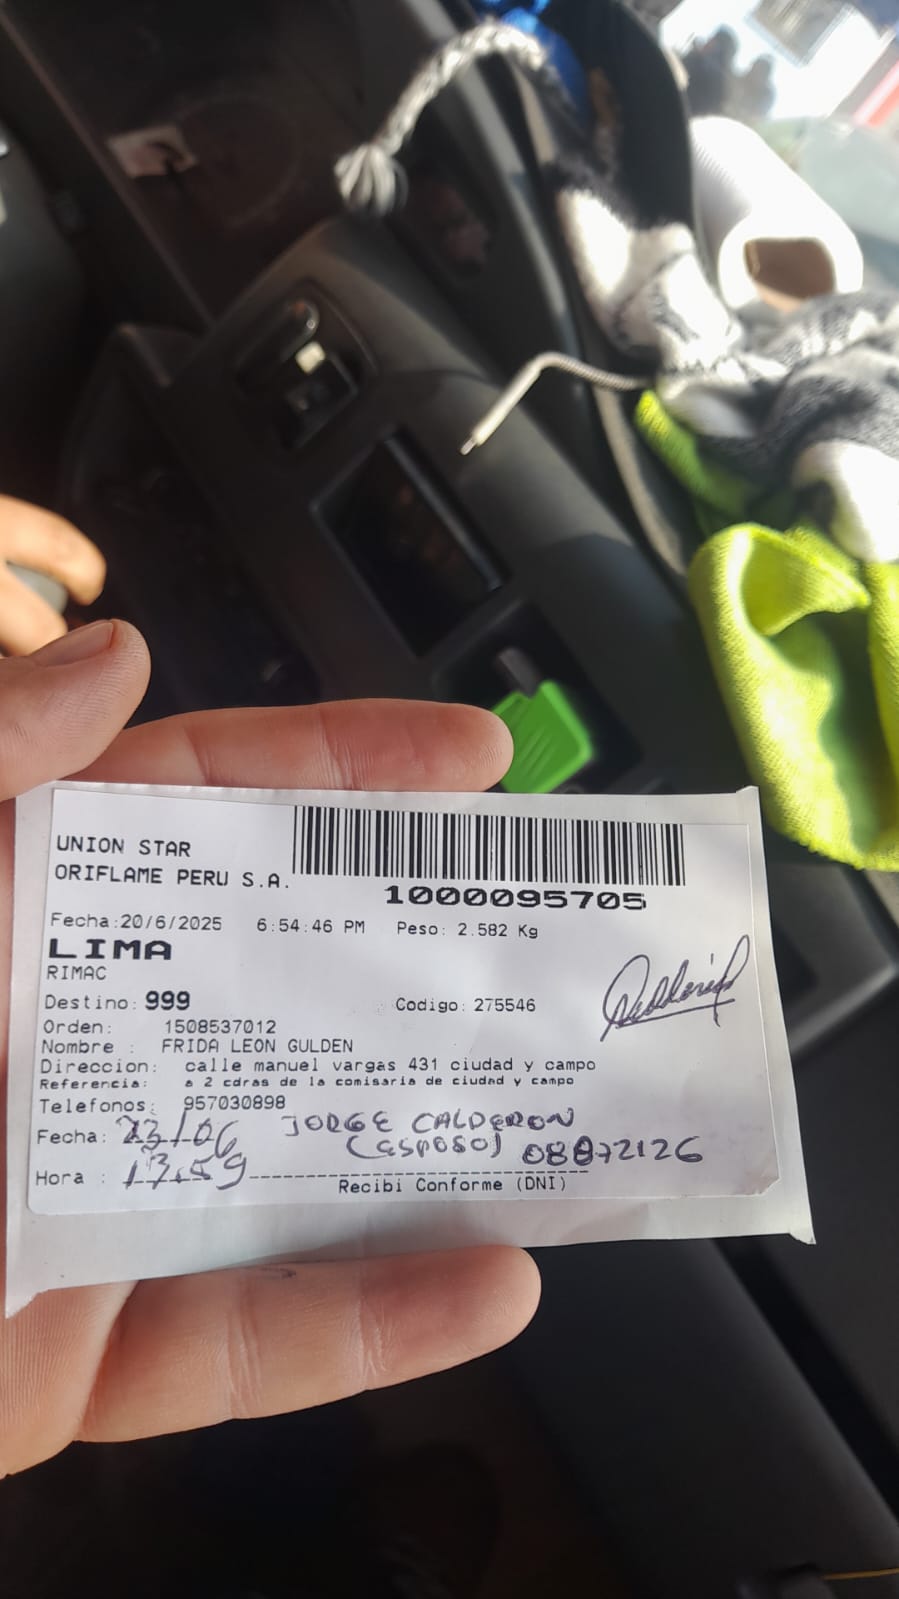 UNION STAR
ORIFLAME PERU S.A.
1000095705
Fecha:20/6/2025 6:54:46 PM Peso: 2.582 Kg
LIMA
RIMAC
Destino: 999 Codigo: 275546
Orden: 1508537012
Nombre : FRIDA LEON GULDEN
Direccion: calle manuel vargas 431 ciudad y campo
Referencia: a 2 cdras de la comisaria de ciudad y campo
Telefonos: 957030898
Fecha: 23/06 JORGE CALDERON
(ESPOSO) 08872126
Hora : 13:59
Recibi Conforme (DNI)